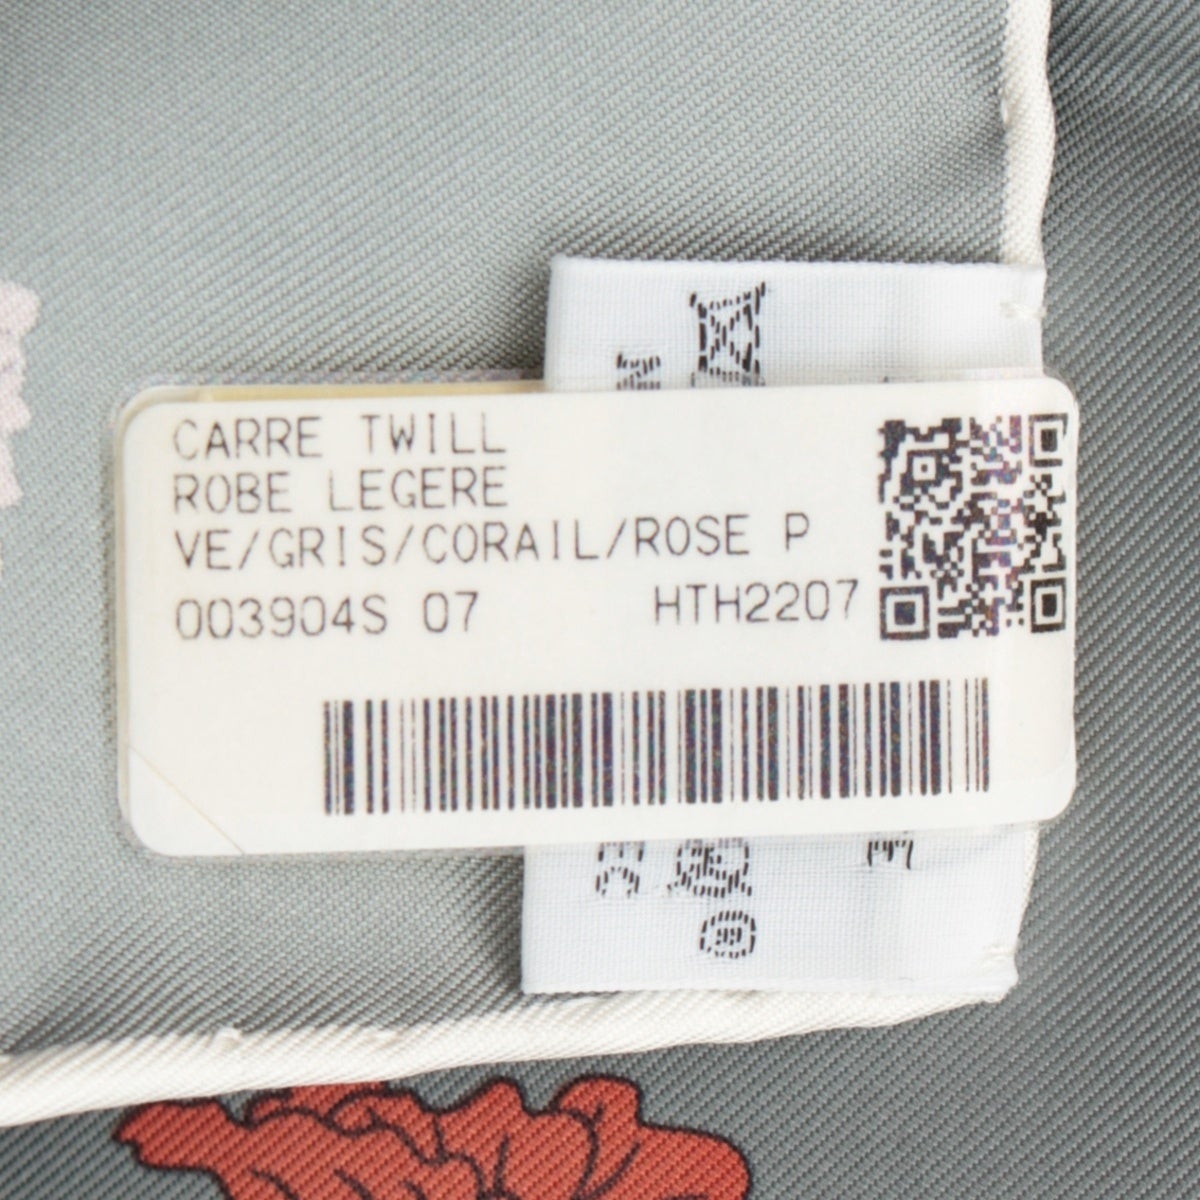 CARRE TWILL
ROBE LEGERE
VE/GRIS/CORAIL/ROSE P
003904S 07 HTH2207